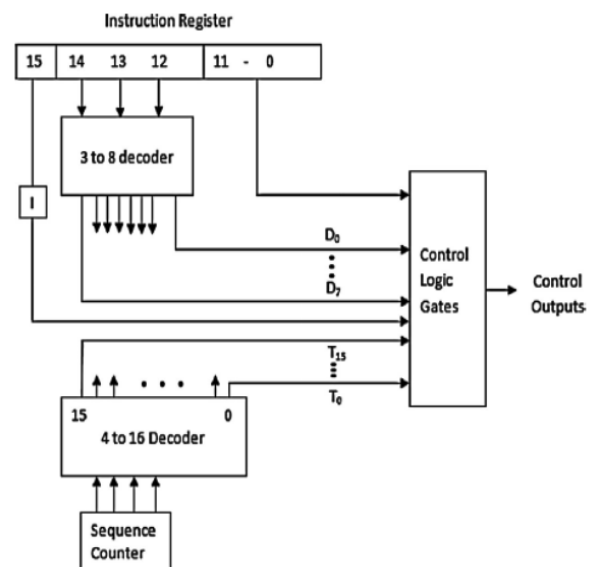 Instruction Register
15 14 13 12 11 - 0
3 to 8 decoder
I
D0
D7
Control
Logic
Gates
Control
Outputs
T15
T0
15 0
4 to 16 Decoder
Sequence
Counter